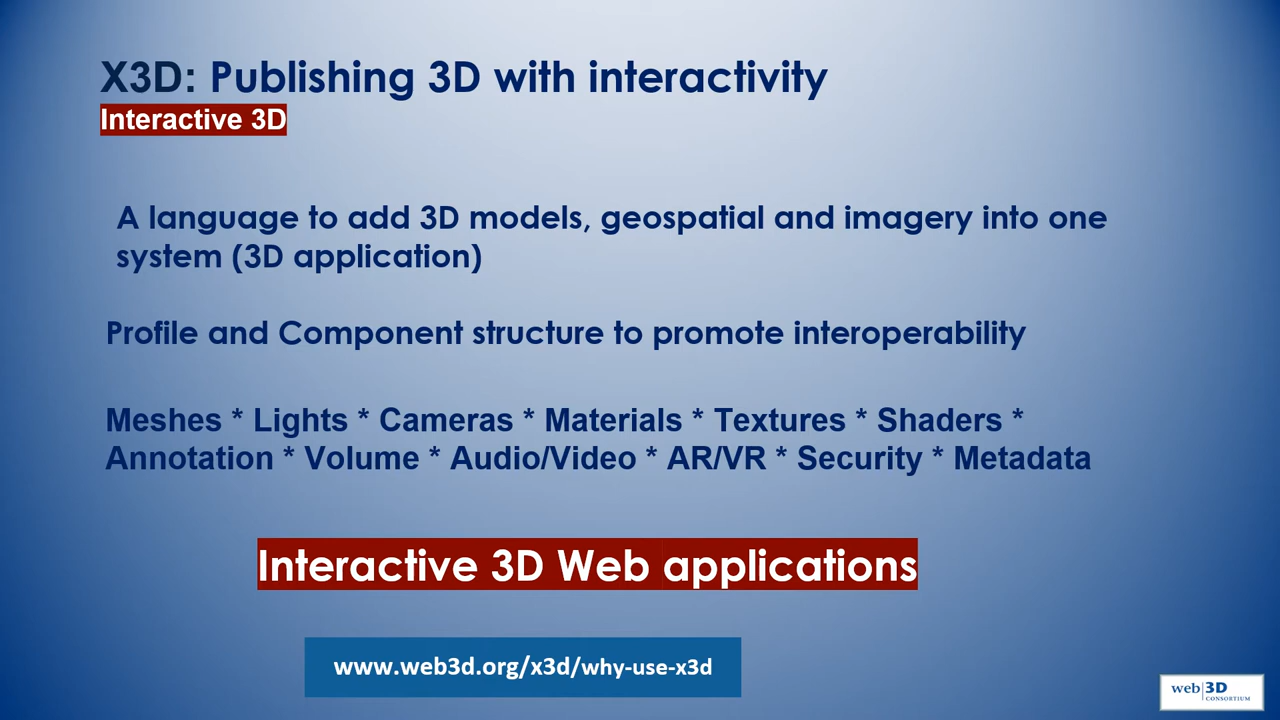 X3D: Publishing 3D with interactivity
Interactive 3D
A language to add 3D models, geospatial and imagery into one
system (3D application)
Profile and Component structure to promote interoperability
Meshes * Lights * Cameras * Materials * Textures * Shaders *
Annotation * Volume * Audio/Video * AR/VR * Security * Metadata
Interactive 3D Web applications
www.web3d.org/x3d/why-use-x3d
web|3D
CONSORTIUM